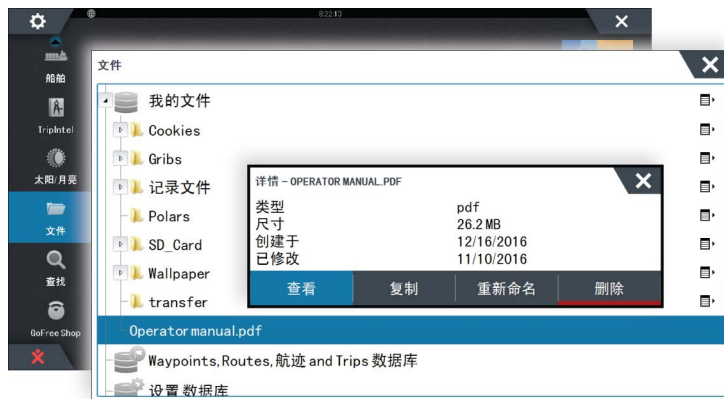 8:22:13
船舶
TripIntel
太阳/月亮
文件
查找
GoFree Shop
文件
我的文件
Cookies
Gribs
记录文件
Polars
SD_Card
Wallpaper
transfer
Operator manual.pdf
Waypoints, Routes, 航迹 and Trips 数据库
设置 数据库
详情 – OPERATOR MANUAL.PDF
类型 pdf
尺寸 26.2 MB
创建于 12/16/2016
已修改 11/10/2016
查看 复制 重新命名 删除